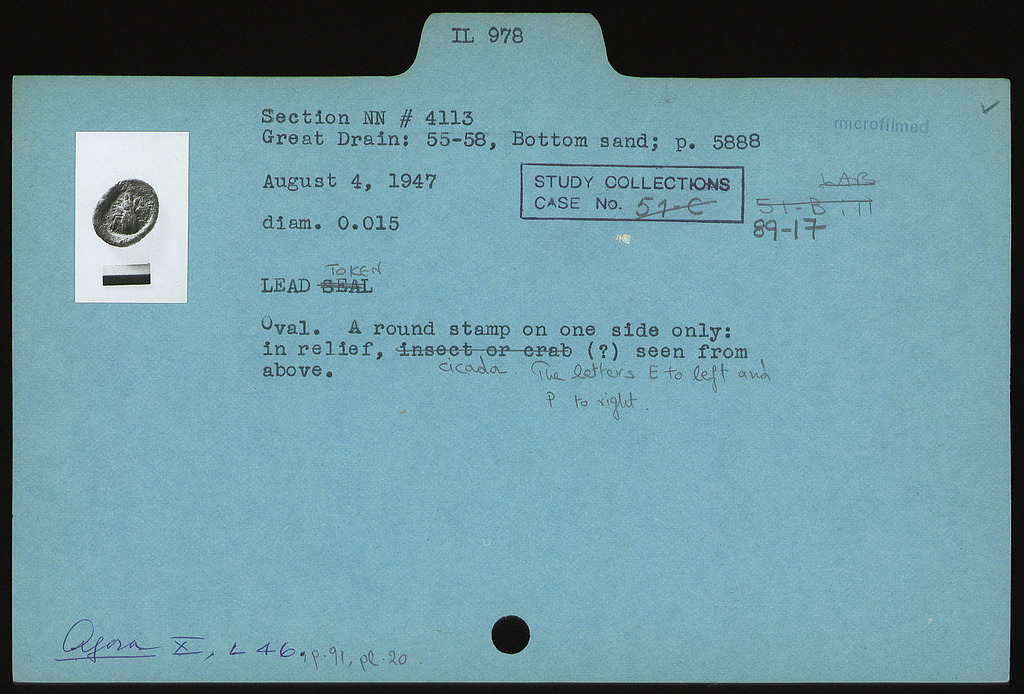 IL 978
Section NN # 4113
Great Drain: 55-58, Bottom sand; p. 5888
microfilmed
August 4, 1947
STUDY COLLECTIONS
CASE No. 51-C
LAB
51-B:11
89-17
diam. 0.015
TOKEN
LEAD SEAL
Oval. A round stamp on one side only:
in relief, insect or crab (?) seen from
above.
cicada. The letters E to left and
P to right.
Agora X, L 46, p. 91, pl. 20.